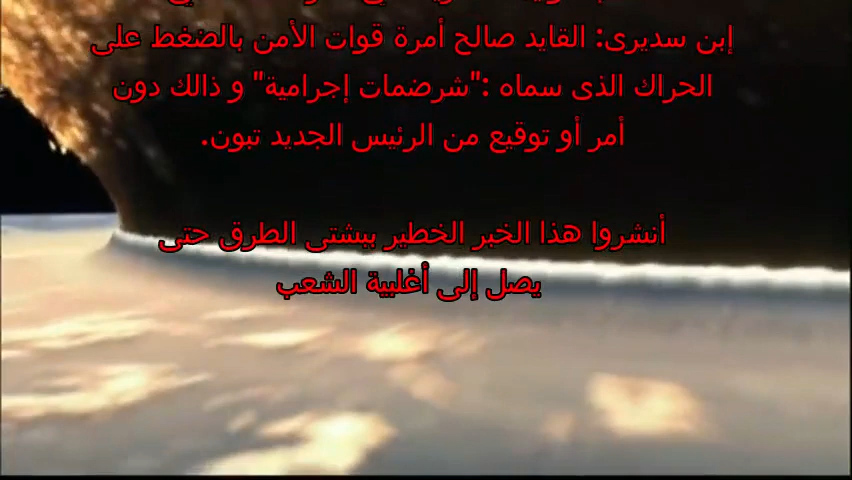 إبن سديرى: القايد صالح أمرة قوات الأمن بالضغط على
الحراك الذى سماه :"شرضمات إجرامية" و ذالك دون
أمر أو توقيع من الرئيس الجديد تبون.
أنشروا هذا الخبر الخطير بيشتى الطرق حتى
يصل إلى أغلبية الشعب